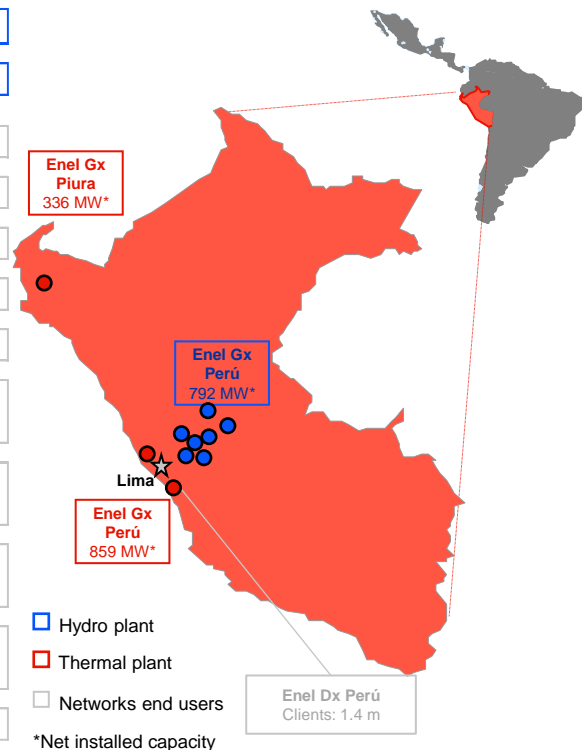 Enel Gx
Piura
336 MW*
Enel Gx
Perú
792 MW*
Lima
Enel Gx
Perú
859 MW*
Hydro plant
Thermal plant
Networks end users
*Net installed capacity
Enel Dx Perú
Clients: 1.4 m